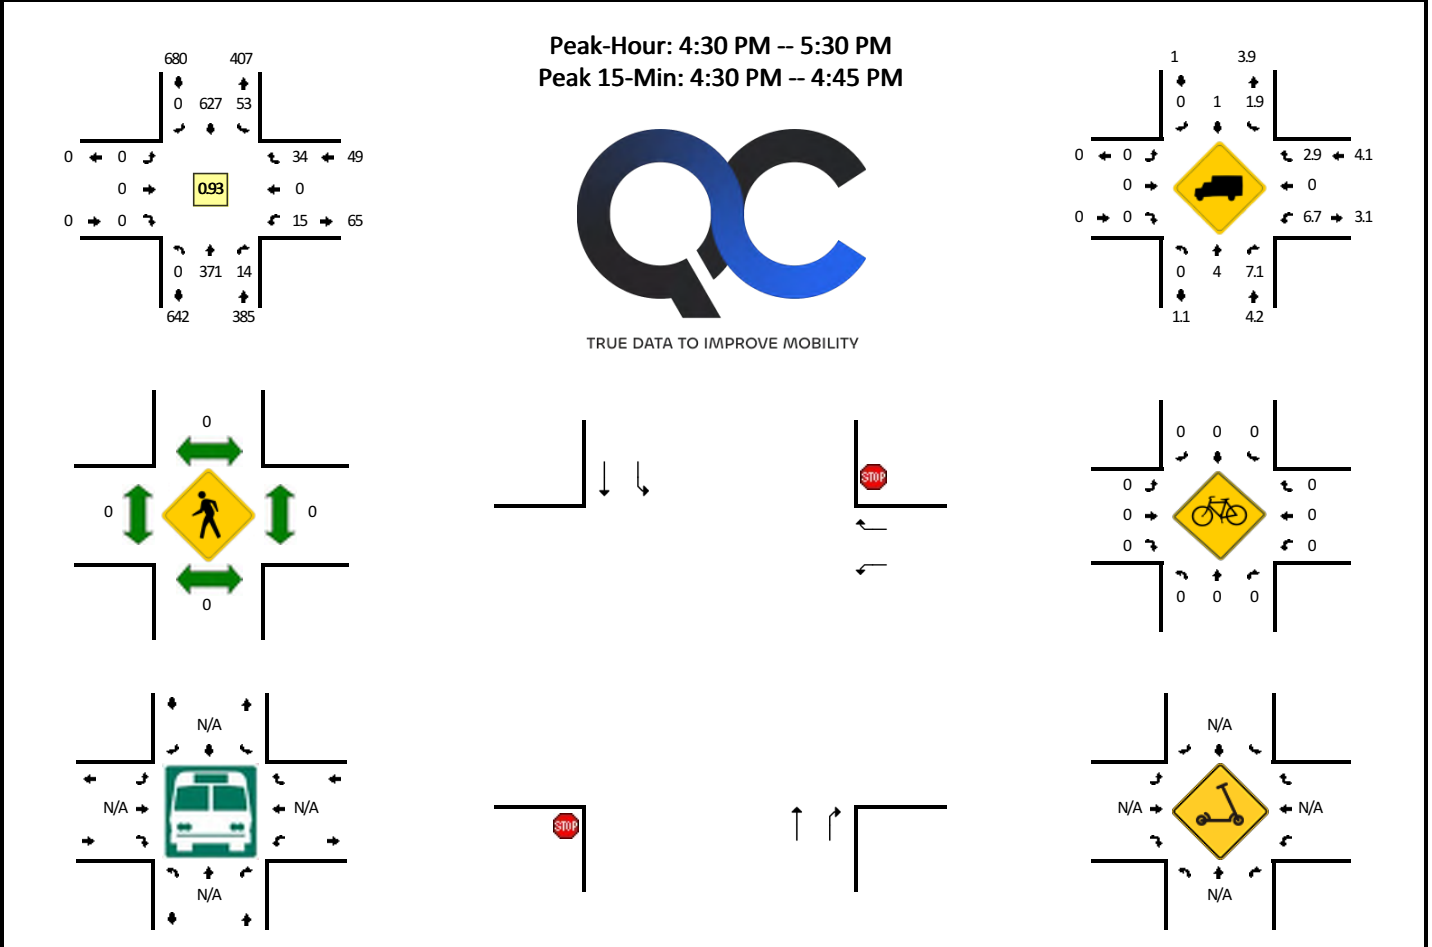 Peak-Hour: 4:30 PM -- 5:30 PM
Peak 15-Min: 4:30 PM -- 4:45 PM
680 407
0 627 53
0 0 34 49
0 0.93 0
0 0 15 65
0 371 14
642 385
QC
TRUE DATA TO IMPROVE MOBILITY
1 3.9
0 1 1.9
0 0 2.9 4.1
0 0
0 0 6.7 3.1
0 4 7.1
1.1 4.2
0
0 0
0
STOP
STOP
0 0 0
0 0
0 0
0 0
0 0 0
N/A
N/A N/A
N/A
N/A
N/A N/A
N/A